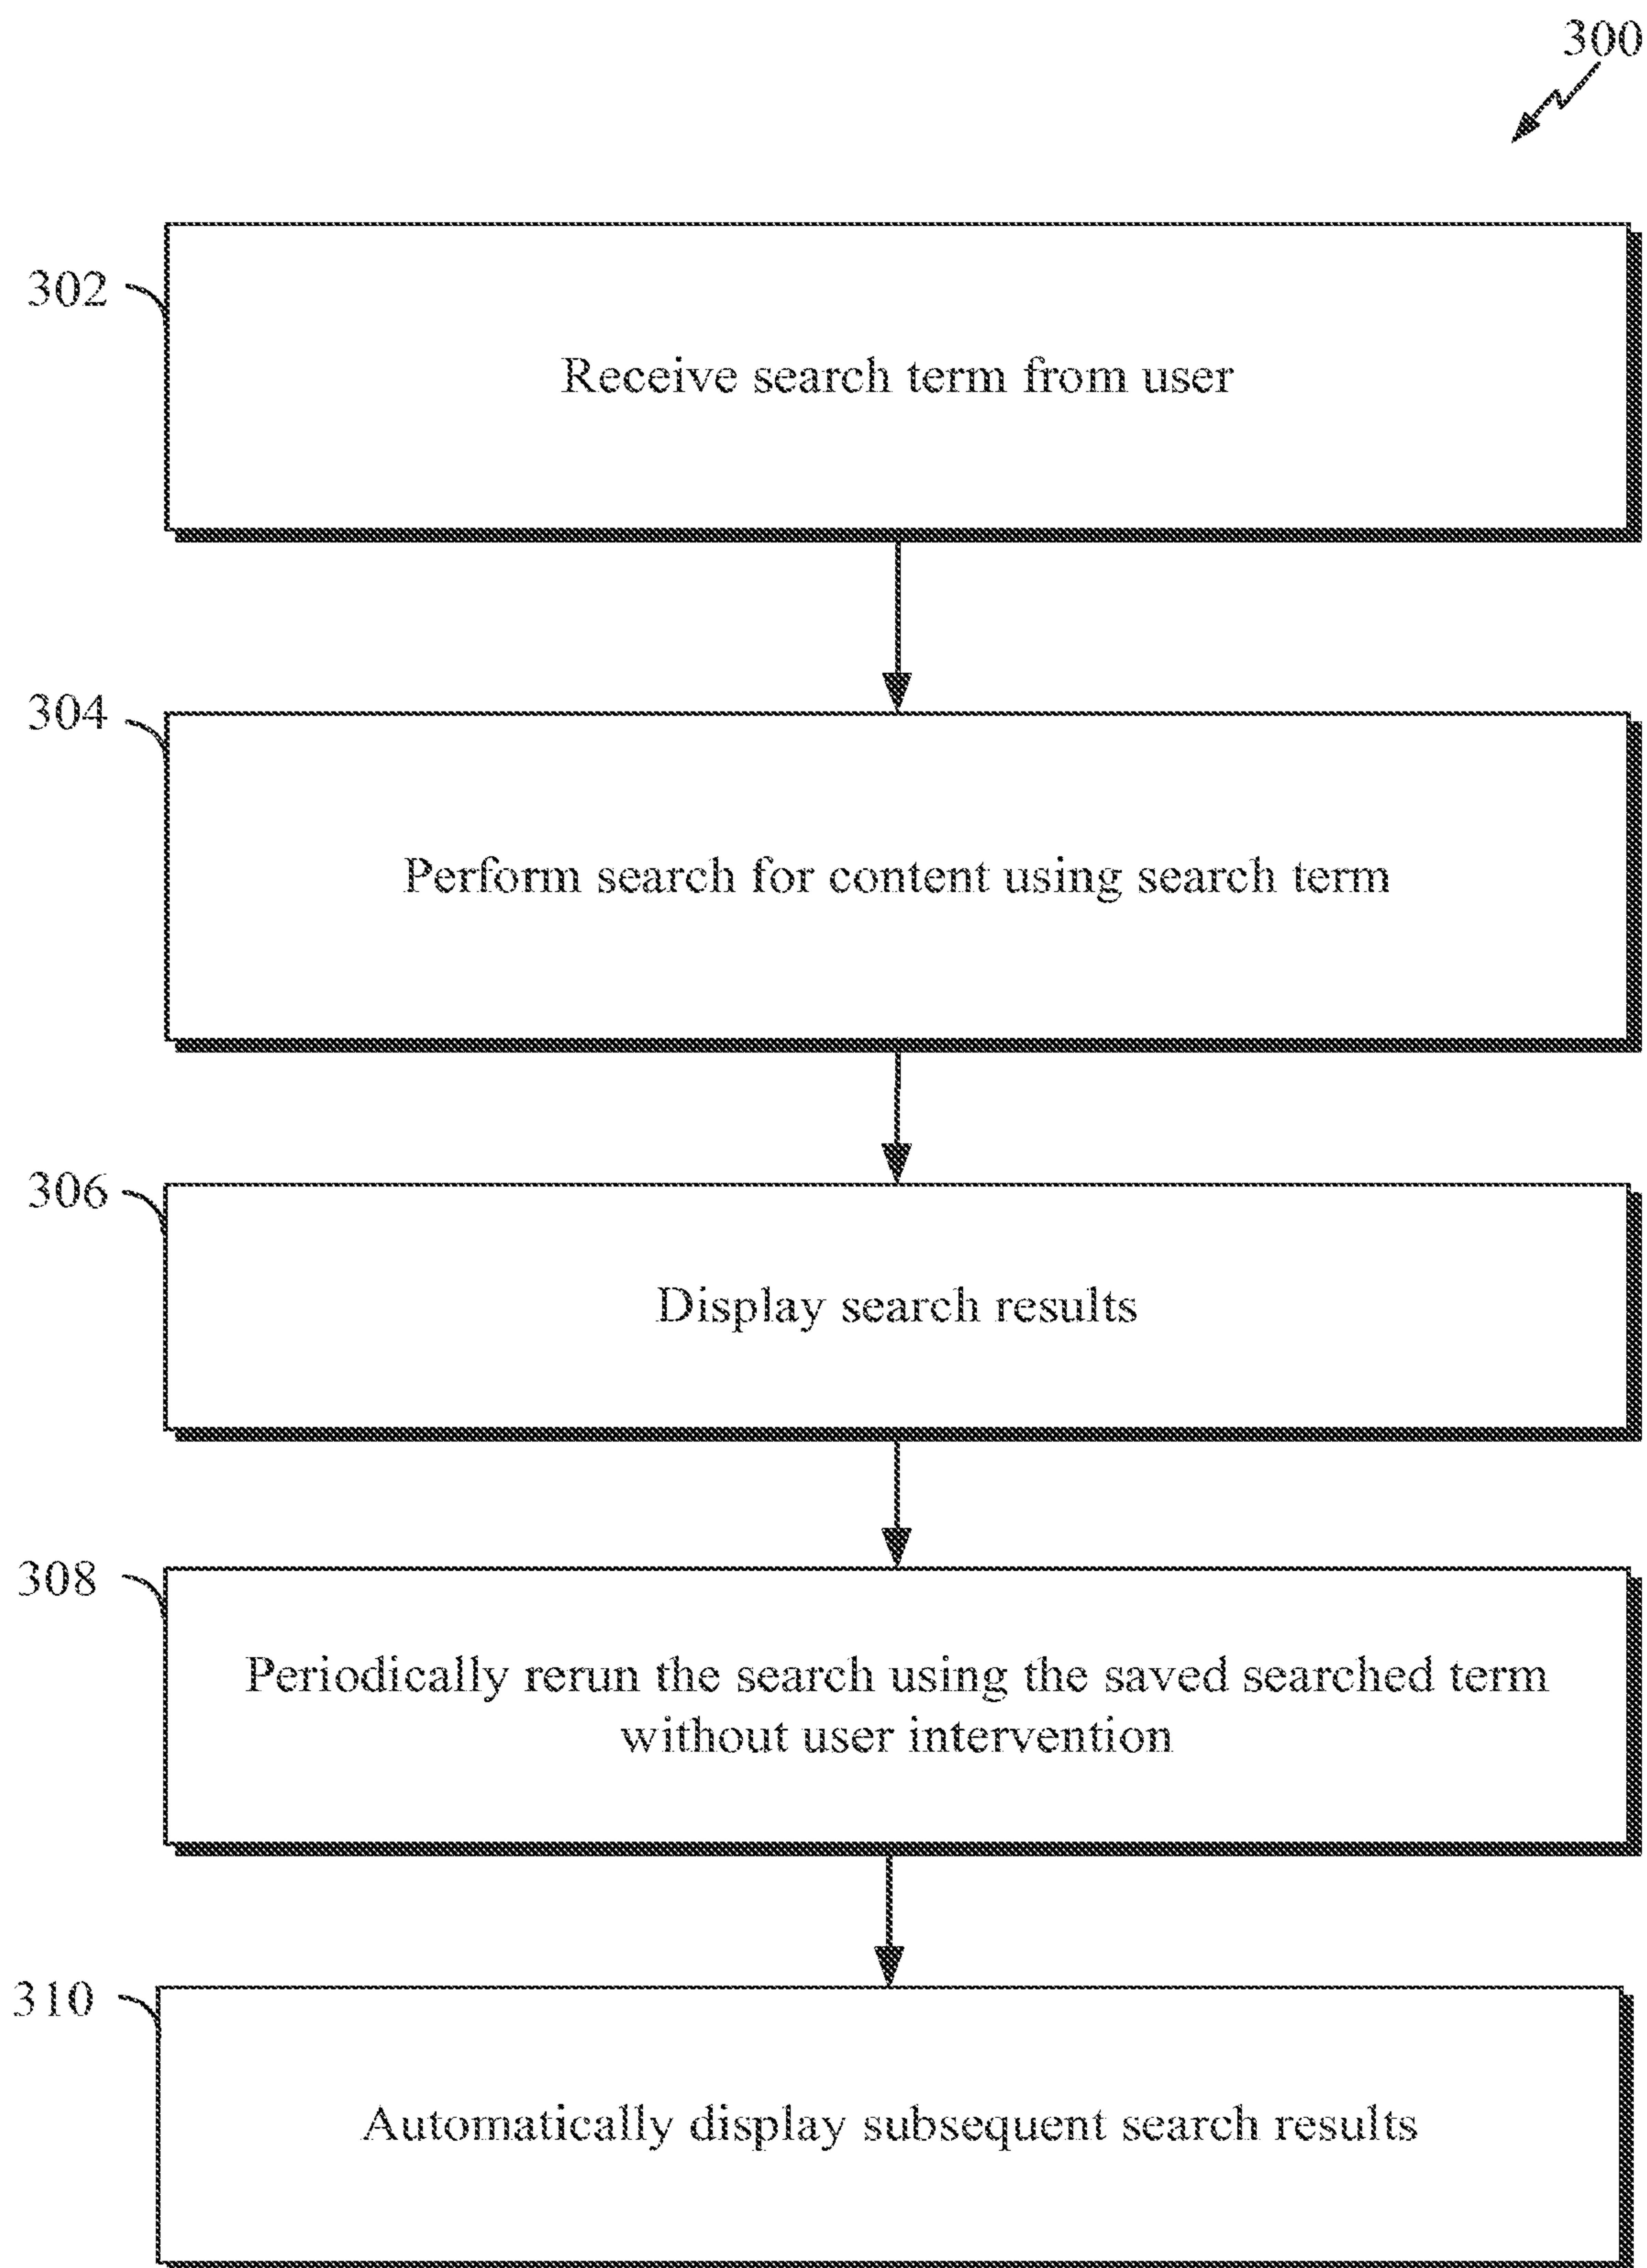 300
302
Receive search term from user
304
Perform search for content using search term
306
Display search results
308
Periodically rerun the search using the saved searched term
without user intervention
310
Automatically display subsequent search results